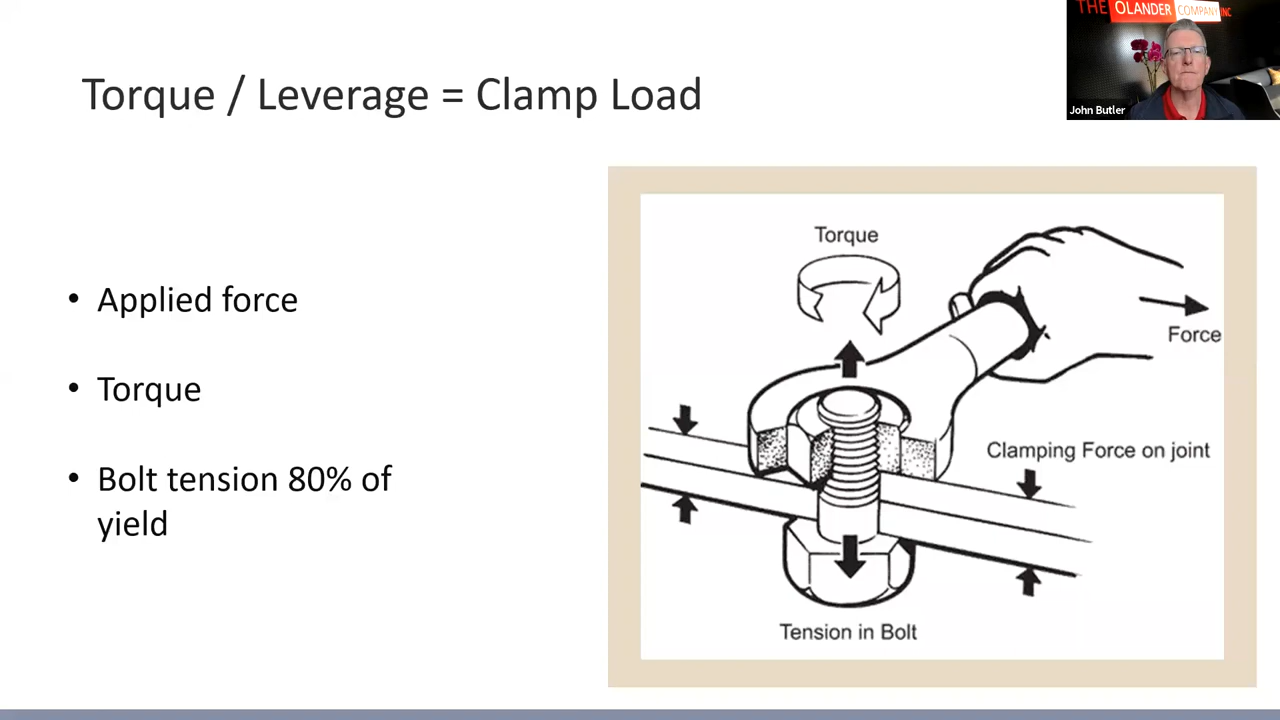 Torque / Leverage = Clamp Load
THE OLANDER COMPANY INC
John Butler
• Applied force
• Torque
• Bolt tension 80% of
yield
Torque
Force
Clamping Force on joint
Tension in Bolt